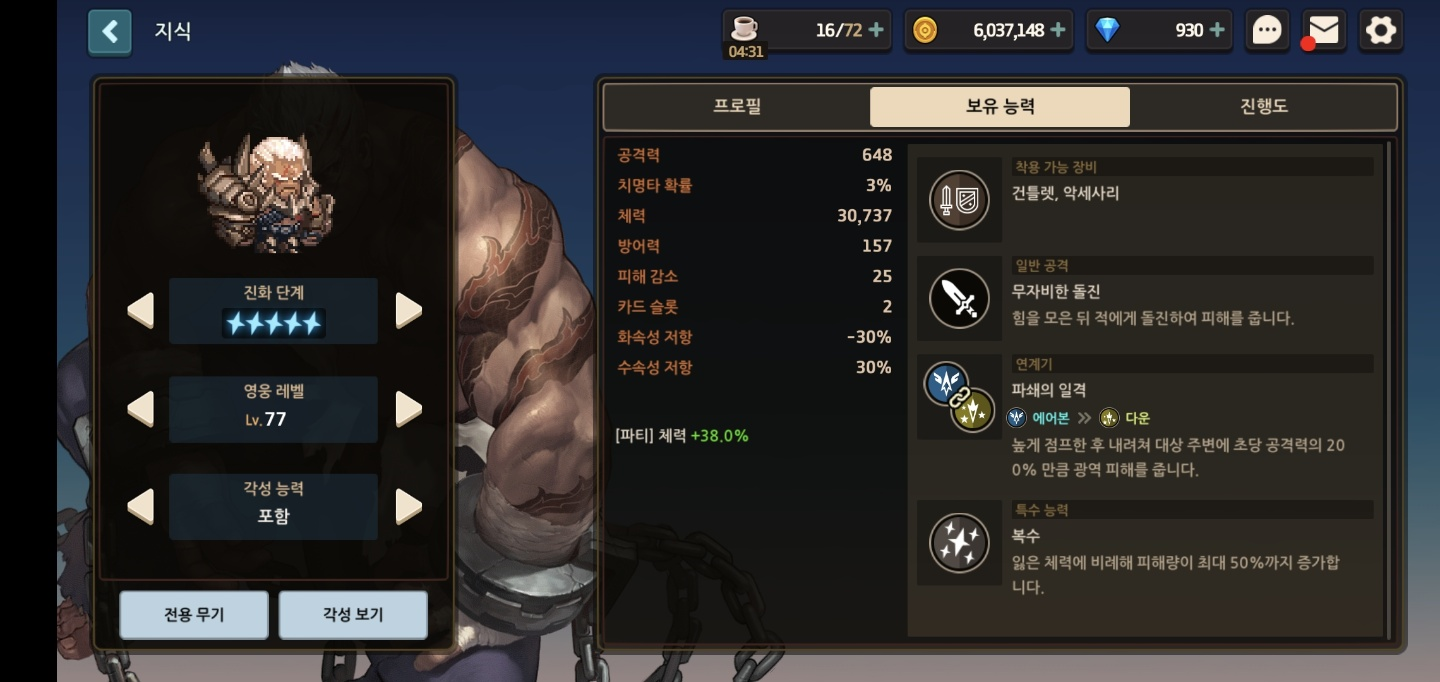 지식
04:31
16/72
6,037,148
930
진화 단계
영웅 레벨
Lv.77
각성 능력
포함
전용 무기
각성 보기
프로필
보유 능력
진행도
공격력 648
치명타 확률 3%
체력 30,737
방어력 157
피해 감소 25
카드 슬롯 2
화속성 저항 -30%
수속성 저항 30%
[파티] 체력 +38.0%
착용 가능 장비
건틀렛, 악세사리
일반 공격
무자비한 돌진
힘을 모은 뒤 적에게 돌진하여 피해를 줍니다.
연계기
파쇄의 일격
에어본 다운
높게 점프한 후 내려쳐 대상 주변에 초당 공격력의 20
0% 만큼 광역 피해를 줍니다.
특수 능력
복수
잃은 체력에 비례해 피해량이 최대 50%까지 증가합
니다.